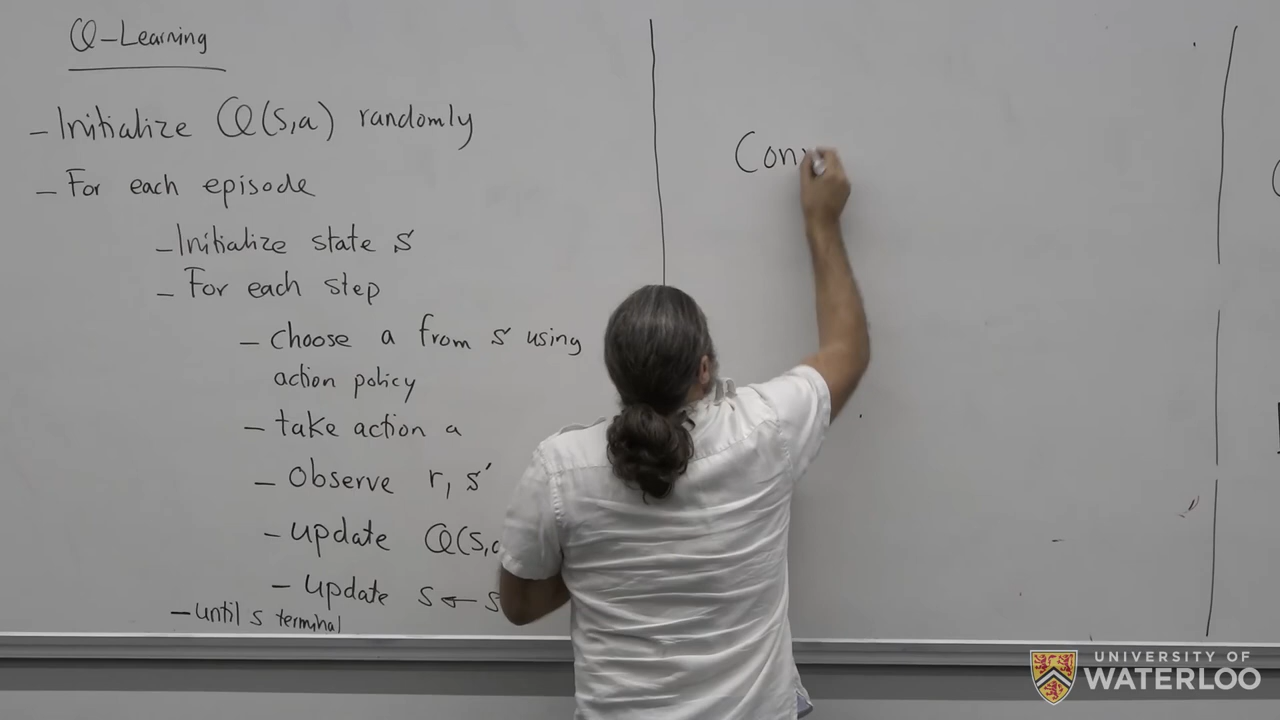 Q-Learning
- Initialize Q(s,a) randomly
- For each episode
- Initialize state s
- For each step
- choose a from s using
action policy
- take action a
- Observe r, s'
- update Q(s,
- update s ← s
- until s terminal
Con
UNIVERSITY OF
WATERLOO